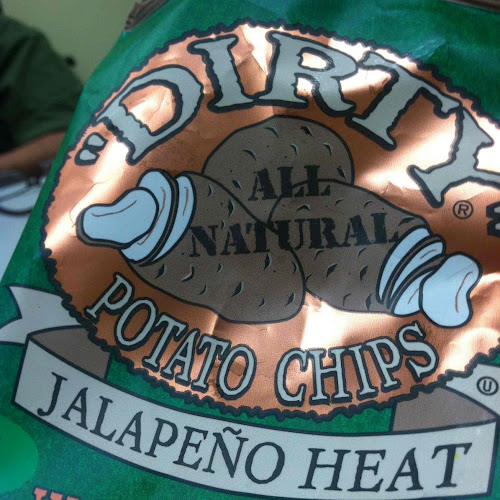 "DIRTY"®
ALL
NATURAL
POTATO CHIPS
U
JALAPEÑO HEAT